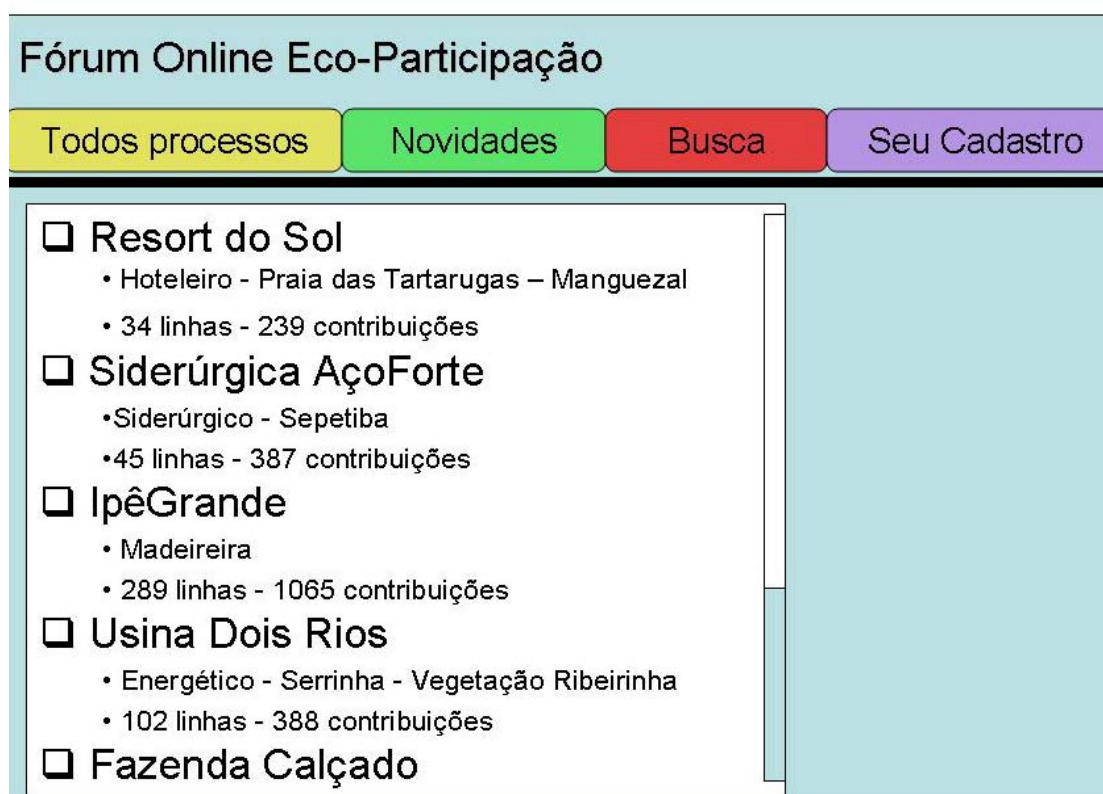 Fórum Online Eco-Participação
Todos processos Novidades Busca Seu Cadastro
❑ Resort do Sol
• Hoteleiro - Praia das Tartarugas – Manguezal
• 34 linhas - 239 contribuições
❑ Siderúrgica AçoForte
•Siderúrgico - Sepetiba
•45 linhas - 387 contribuições
❑ IpêGrande
• Madeireira
• 289 linhas - 1065 contribuições
❑ Usina Dois Rios
• Energético - Serrinha - Vegetação Ribeirinha
• 102 linhas - 388 contribuições
❑ Fazenda Calçado